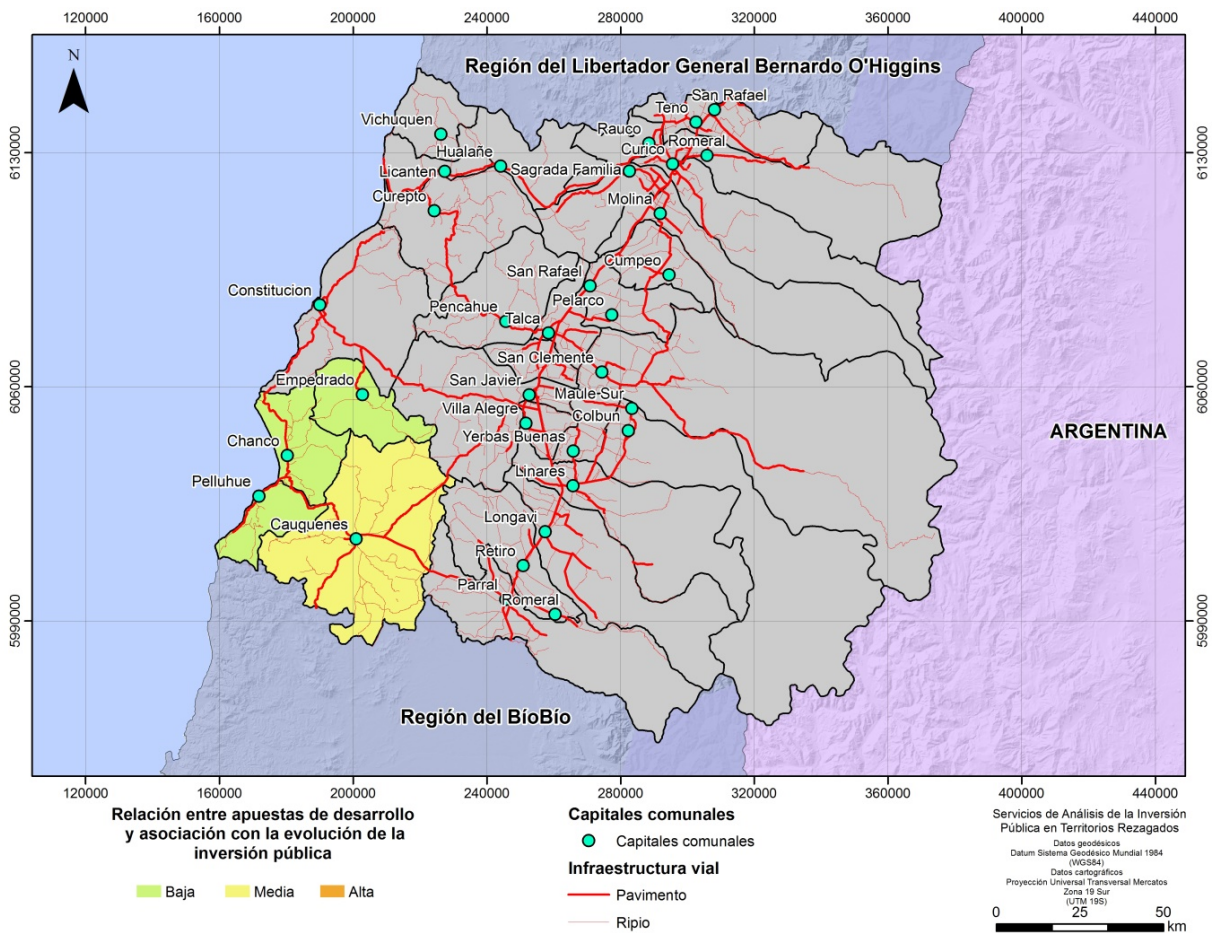 120000 160000 200000 240000 280000 320000 360000 400000 440000
N
Región del Libertador General Bernardo O'Higgins
San Rafael
Teno
Vichuquen
Rauco
Romeral
Hualañe
Curico
6130000
6130000
Licanten
Sagrada Familia
Curepto
Molina
Cumpeo
San Rafael
Constitucion
Pelarco
Pencahue
Talca
San Clemente
6060000
6060000
Empedrado
San Javier
Maule-Sur
Villa Alegre
Colbun
ARGENTINA
Chanco
Yerbas Buenas
Linares
Pelluhue
Cauquenes
Longavi
Retiro
Parral
Romeral
5990000
5990000
Región del BíoBío
120000 160000 200000 240000 280000 320000 360000 400000 440000
Relación entre apuestas de desarrollo
y asociación con la evolución de la
inversión pública
Baja Media Alta
Capitales comunales
Capitales comunales
Infraestructura vial
Pavimento
Ripio
Servicios de Análisis de la Inversión
Pública en Territorios Rezagados
Datos geodésicos
Datum Sistema Geodésico Mundial 1984
(WGS84)
Datos cartográficos
Proyección Universal Transversal Mercatos
Zona 19 Sur
(UTM 19S)
0 25 50
km